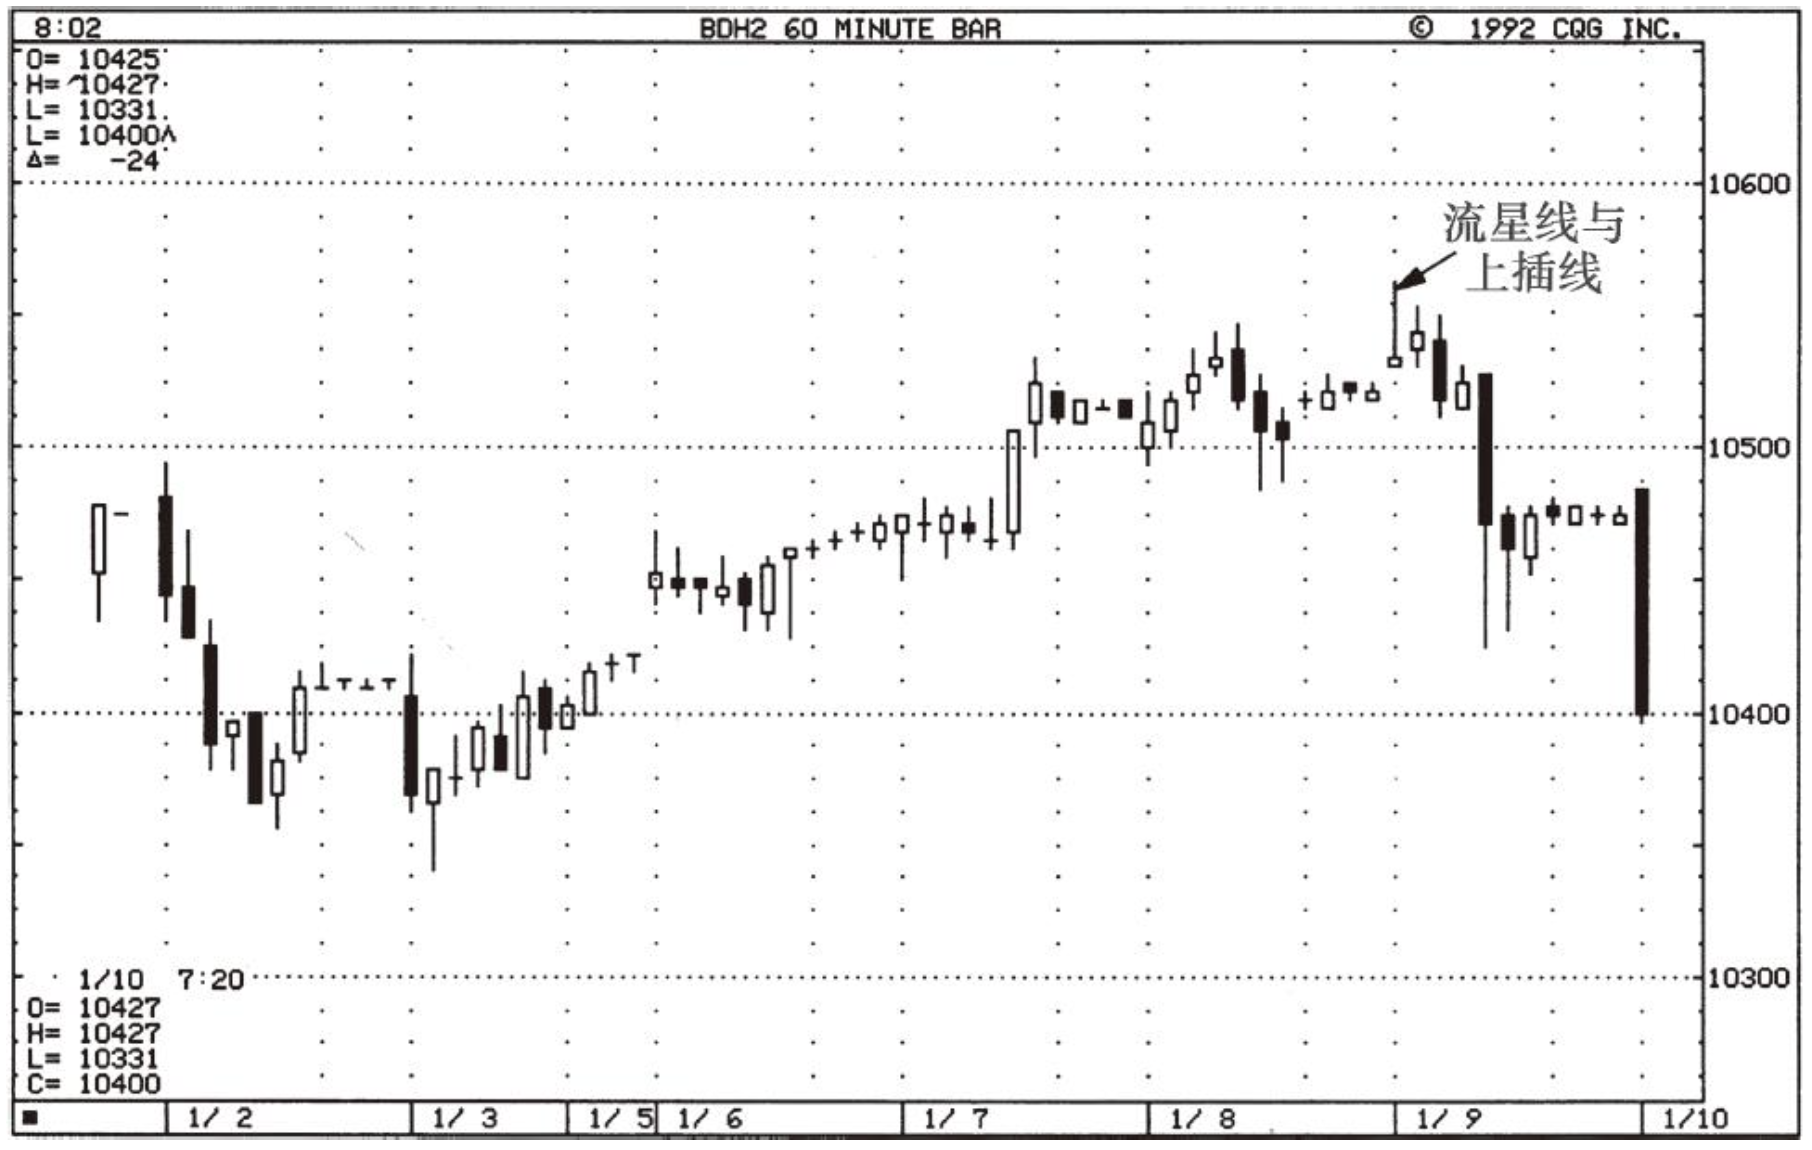 8:02 BDH2 60 MINUTE BAR © 1992 CQG INC.
O= 10425
H= 10427
L= 10331
L= 10400^
Δ= -24
10600
流星线与
上插线
10500
10400
10300
1/10 7:20
O= 10427
H= 10427
L= 10331
C= 10400
1/ 2 1/ 3 1/ 5 1/ 6 1/ 7 1/ 8 1/ 9 1/10